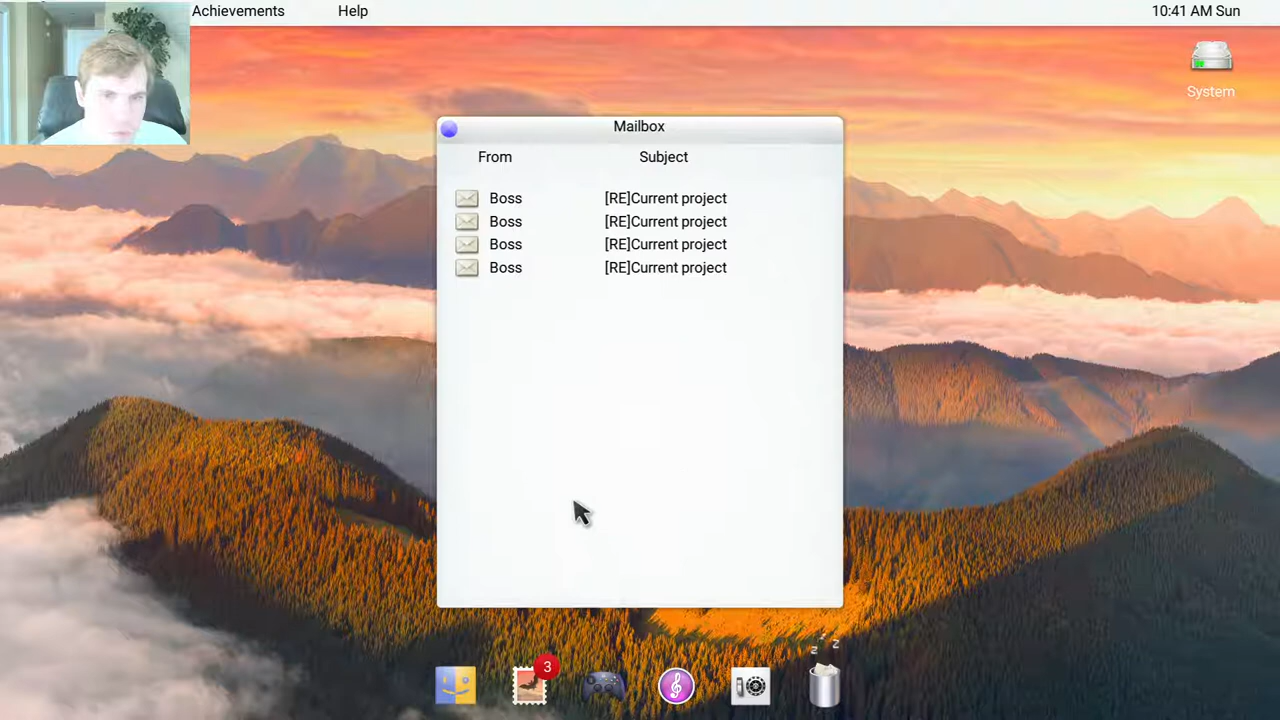 Achievements Help 10:41 AM Sun
System
Mailbox
From Subject
Boss [RE]Current project
Boss [RE]Current project
Boss [RE]Current project
Boss [RE]Current project
3
z z z